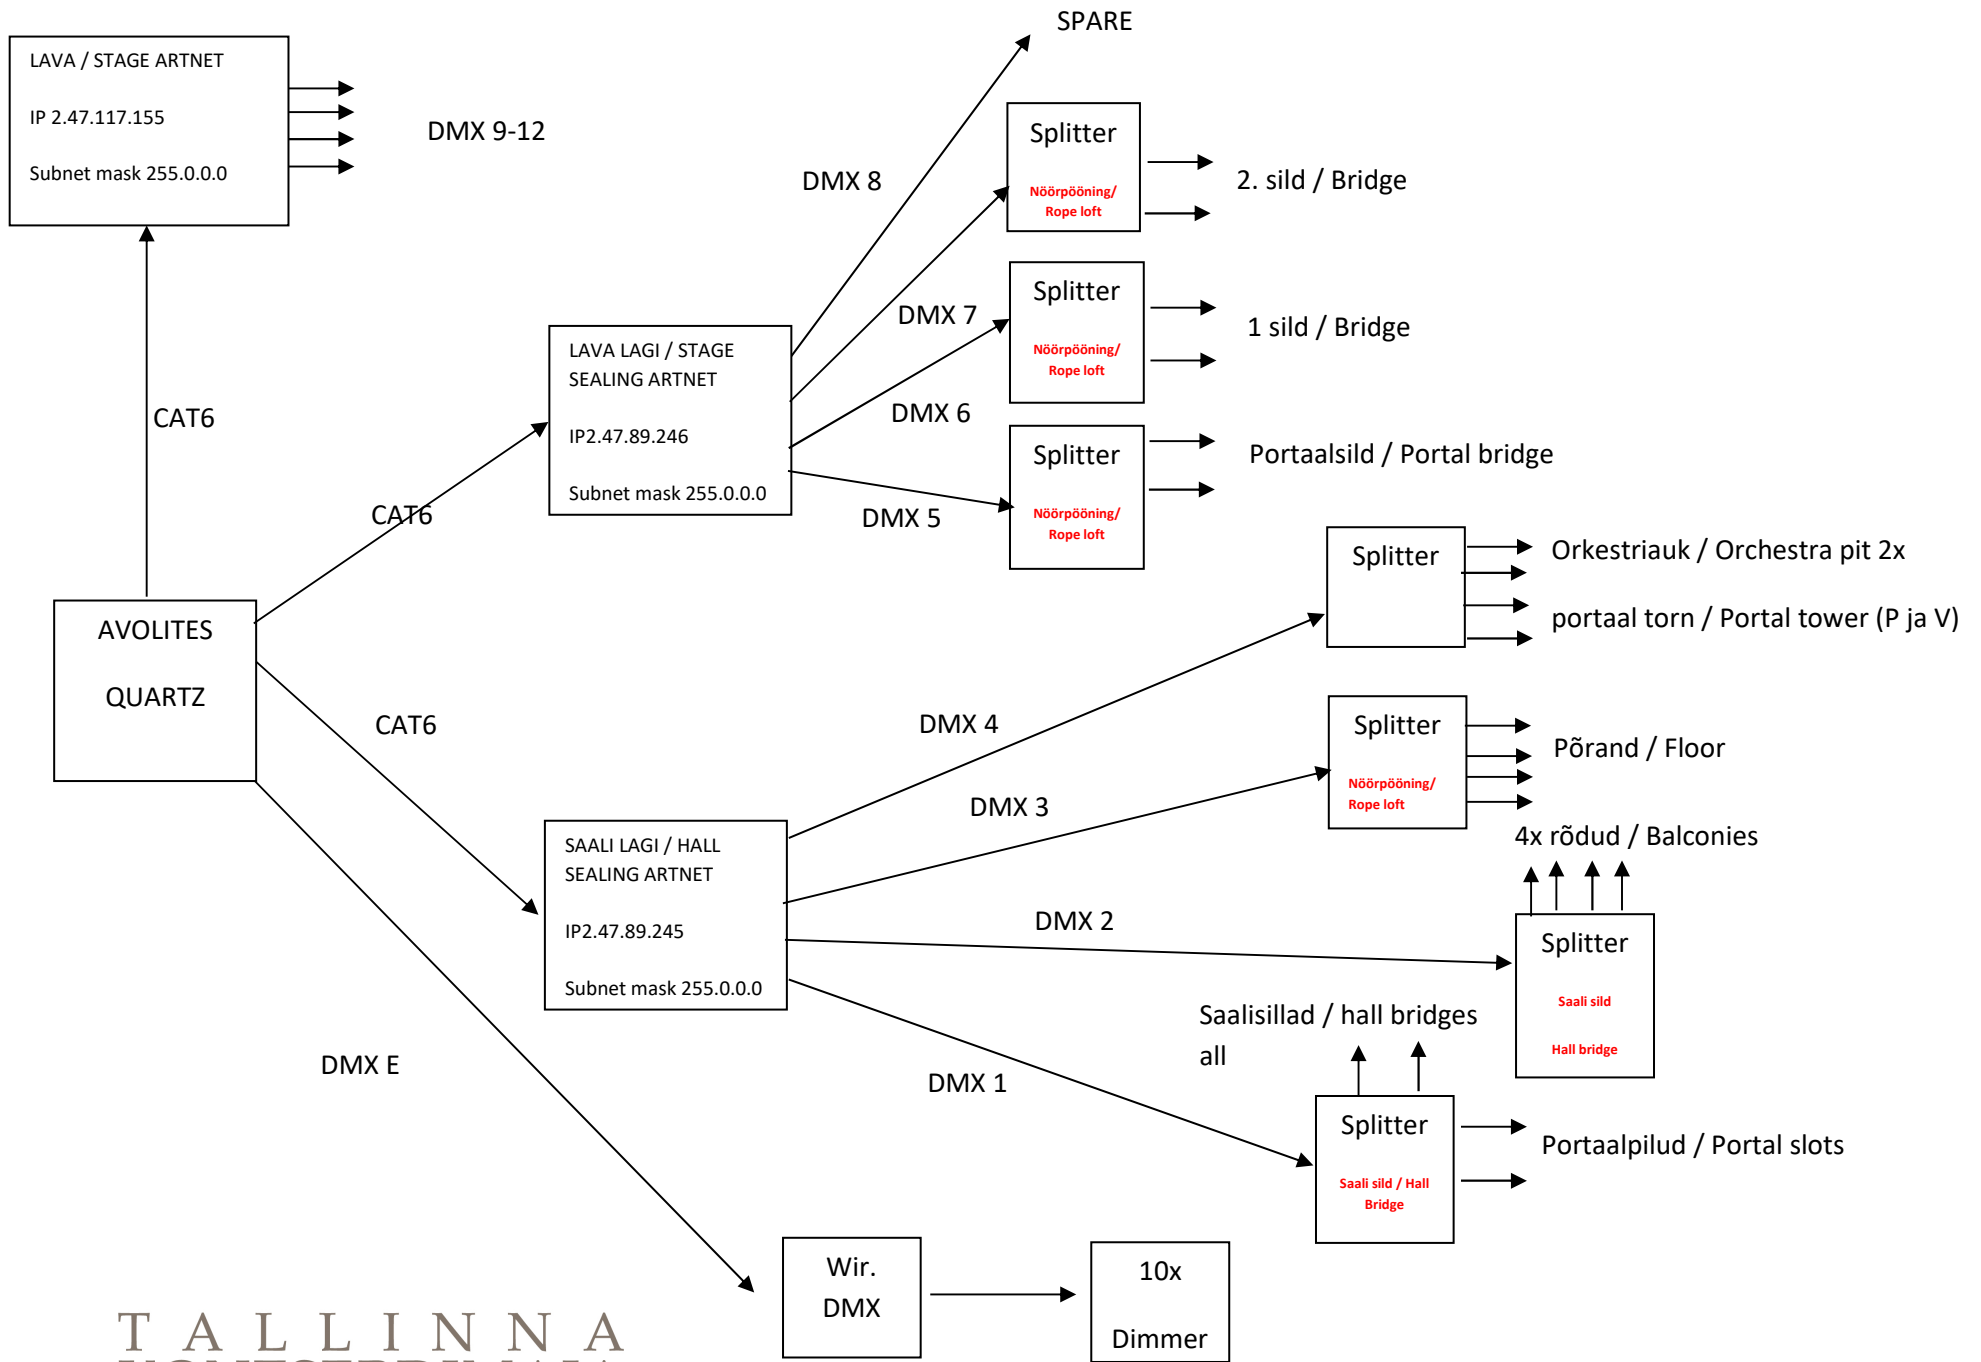 SPARE
LAVA / STAGE ARTNET
IP 2.47.117.155
Subnet mask 255.0.0.0
DMX 9-12
DMX 8
Splitter
Nöörpööning/
Rope loft
2. sild / Bridge
DMX 7
Splitter
Nöörpööning/
Rope loft
1 sild / Bridge
LAVA LAGI / STAGE
SEALING ARTNET
IP2.47.89.246
Subnet mask 255.0.0.0
DMX 6
CAT6
CAT6
DMX 5
Splitter
Nöörpööning/
Rope loft
Portaalsild / Portal bridge
Splitter
Orkestriauk / Orchestra pit 2x
portaal torn / Portal tower (P ja V)
AVOLITES
QUARTZ
CAT6
DMX 4
Splitter
Nöörpööning/
Rope loft
Põrand / Floor
DMX 3
4x rõdud / Balconies
SAALI LAGI / HALL
SEALING ARTNET
IP2.47.89.245
Subnet mask 255.0.0.0
DMX 2
Splitter
Saali sild
Hall bridge
Saalisillad / hall bridges
all
DMX E
DMX 1
Splitter
Saali sild / Hall
Bridge
Portaalpilud / Portal slots
Wir.
DMX
10x
Dimmer
TALLINNA